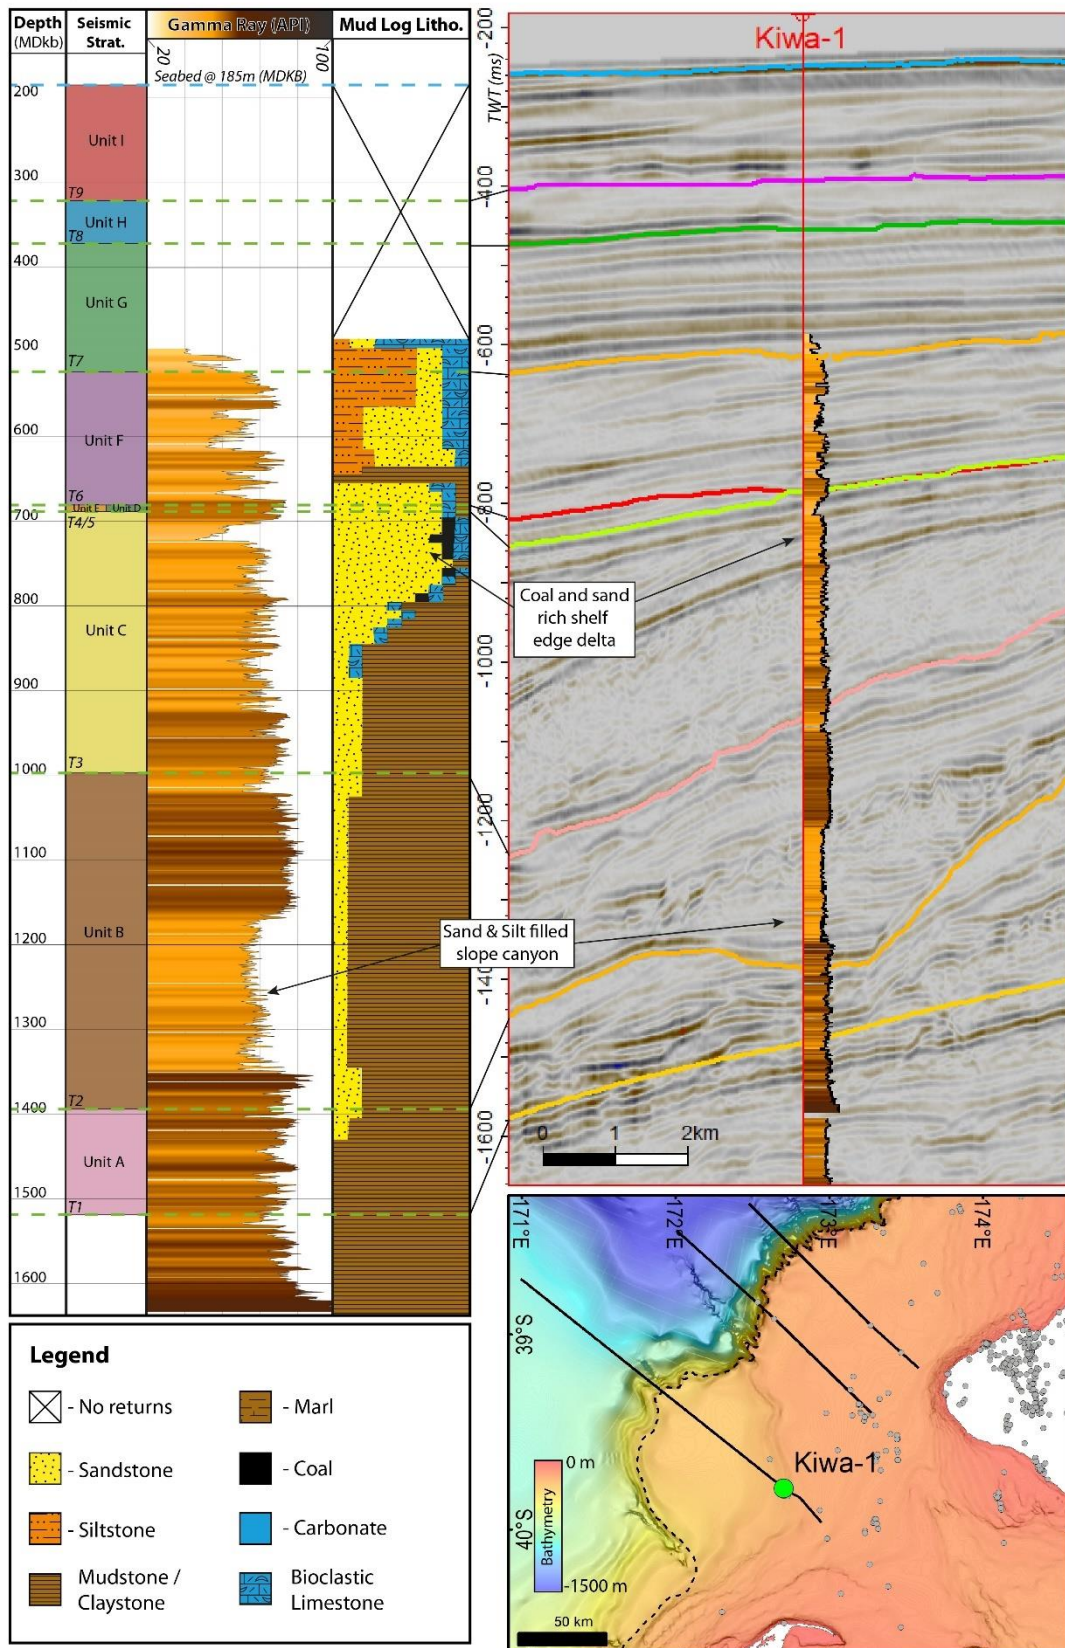 Depth
(MDkb)
Seismic
Strat.
Gamma Ray (API)
Mud Log Litho.
20
100
Seabed @ 185m (MDKB)
200
300
400
500
600
700
800
900
1000
1100
1200
1300
1400
1500
1600
Unit I
T9
Unit H
T8
Unit G
T7
Unit F
T6
Unit E
Unit D
T4/5
Unit C
T3
Unit B
T2
Unit A
T1
Kiwa-1
TWT (ms)
-200
-400
-600
-800
-1000
-1200
-1400
-1600
Coal and sand
rich shelf
edge delta
Sand & Silt filled
slope canyon
0
1
2km
Legend
- No returns
- Marl
- Sandstone
- Coal
- Siltstone
- Carbonate
Mudstone /
Claystone
Bioclastic
Limestone
171°E
172°E
173°E
174°E
39°S
40°S
Kiwa-1
0 m
Bathymetry
-1500 m
50 km